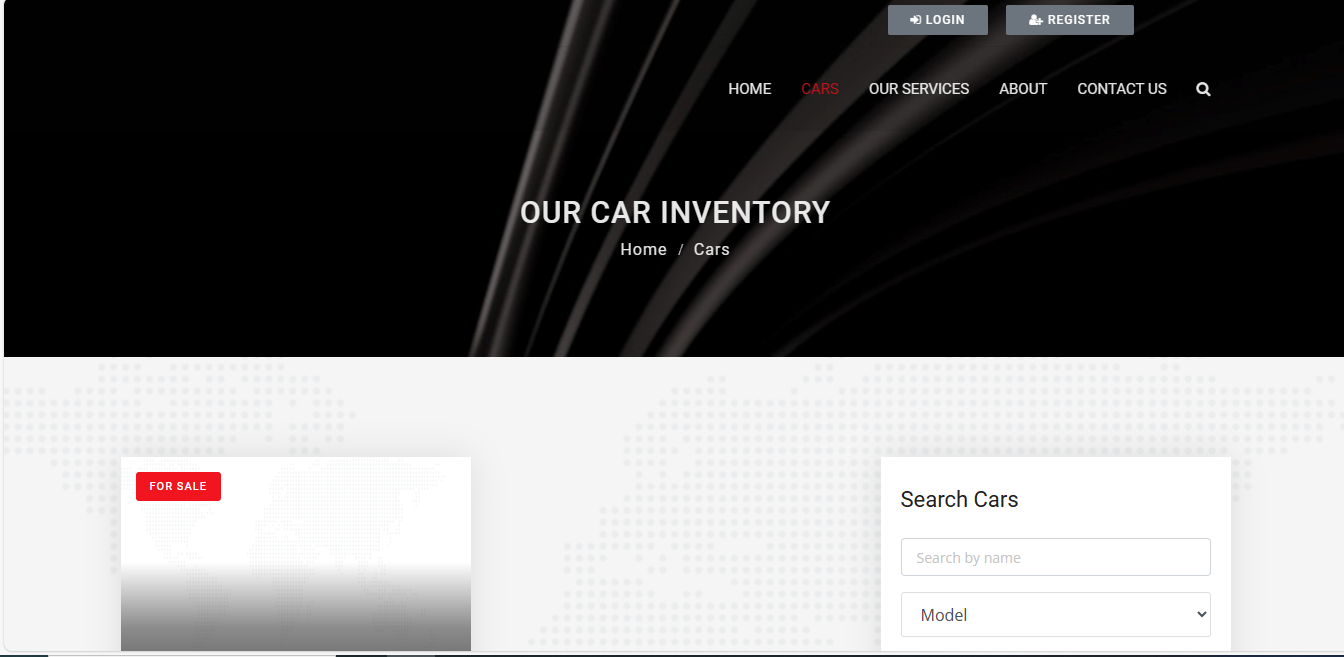 LOGIN REGISTER
HOME CARS OUR SERVICES ABOUT CONTACT US
OUR CAR INVENTORY
Home / Cars
FOR SALE
Search Cars
Search by name
Model